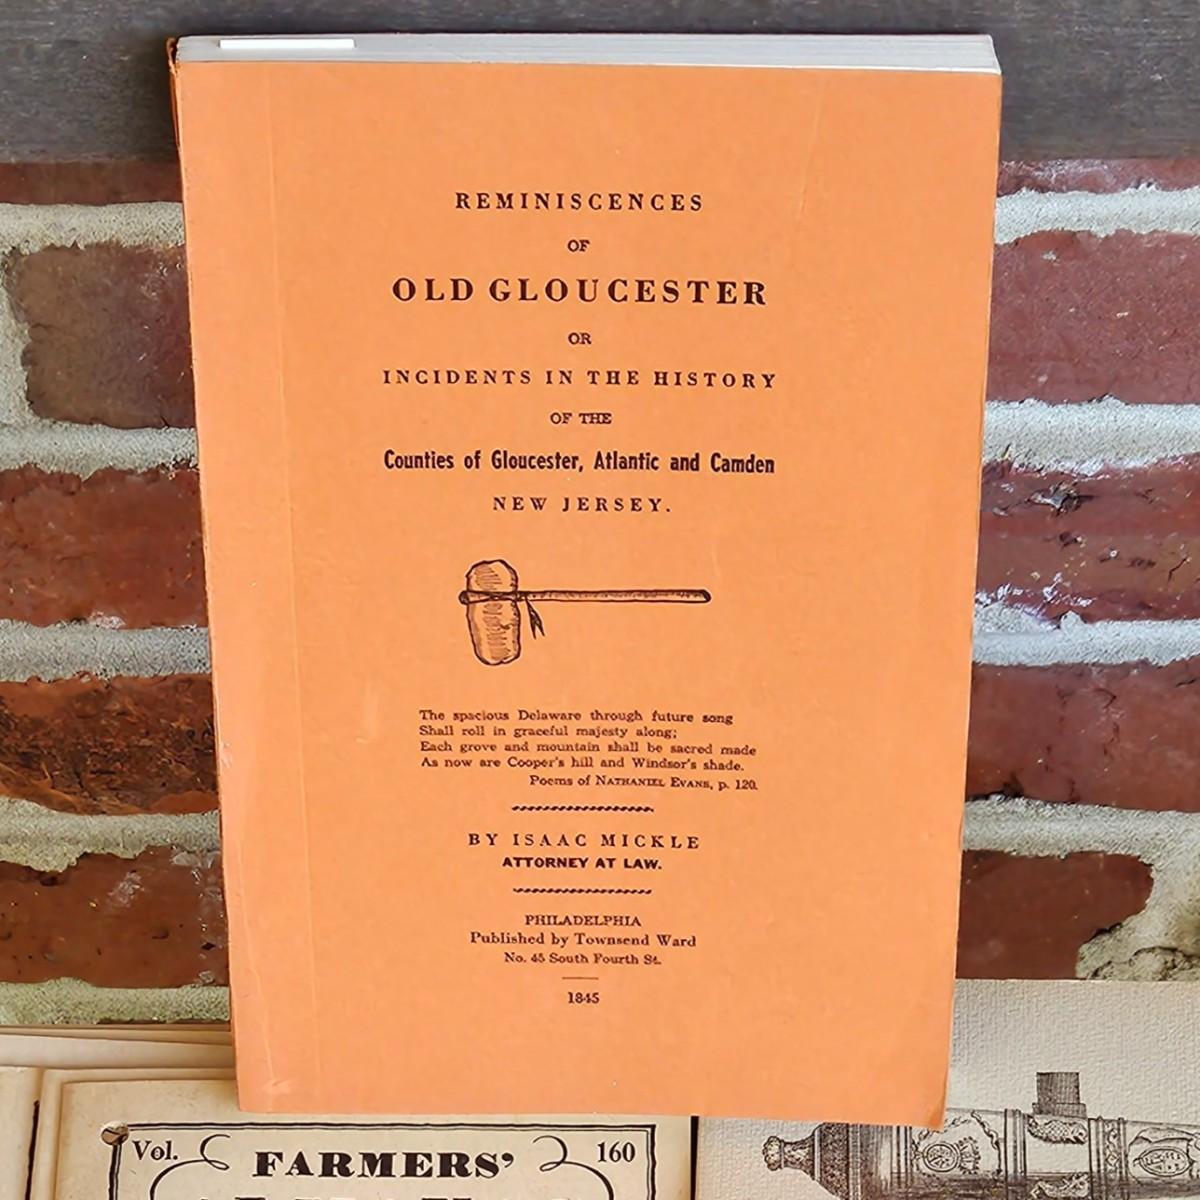 REMINISCENCES
OF
OLD GLOUCESTER
OR
INCIDENTS IN THE HISTORY
OF THE
Counties of Gloucester, Atlantic and Camden
NEW JERSEY.
The spacious Delaware through future song
Shall roll in graceful majesty along;
Each grove and mountain shall be sacred made
As now are Cooper's hill and Windsor's shade.
Poems of NATHANIEL EVANS, p. 120.
BY ISAAC MICKLE
ATTORNEY AT LAW.
PHILADELPHIA
Published by Townsend Ward
No. 45 South Fourth St.
1845
Vol. 160
FARMERS'